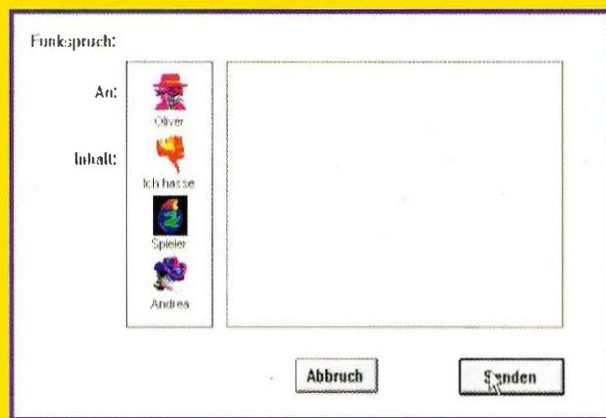 Funkspruch:
An:
Oliver
Inhalt:
Ich hasse
Spieler
Andrea
Abbruch
Senden